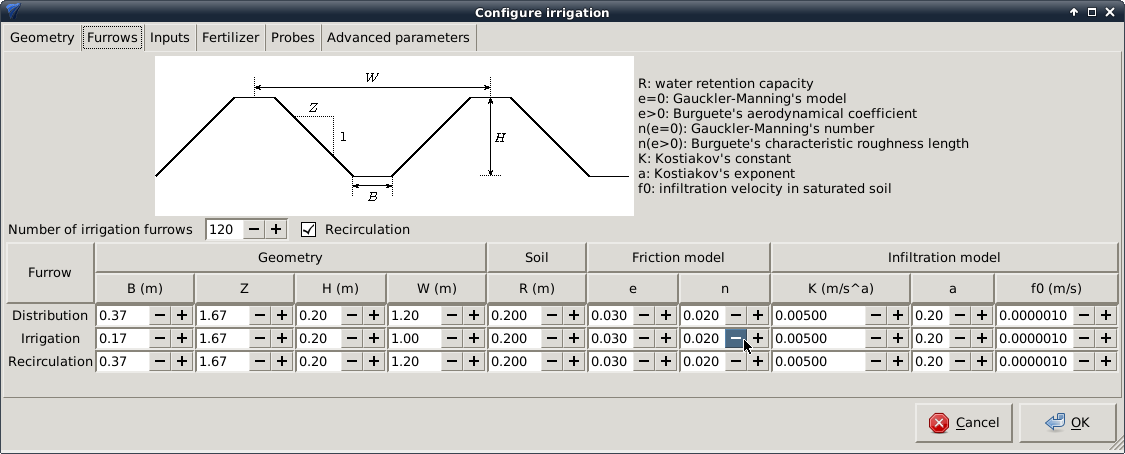 Configure irrigation
Geometry Furrows Inputs Fertilizer Probes Advanced parameters
W
Z
1
H
B
R: water retention capacity
e=0: Gauckler-Manning's model
e>0: Burguete's aerodynamical coefficient
n(e=0): Gauckler-Manning's number
n(e>0): Burguete's characteristic roughness length
K: Kostiakov's constant
a: Kostiakov's exponent
f0: infiltration velocity in saturated soil
Number of irrigation furrows 120 − + Recirculation
Furrow Geometry Soil Friction model Infiltration model
B (m) Z H (m) W (m) R (m) e n K (m/s^a) a f0 (m/s)
Distribution 0.37 − + 1.67 − + 0.20 − + 1.20 − + 0.200 − + 0.030 − + 0.020 − + 0.00500 − + 0.20 − + 0.0000010 − +
Irrigation 0.17 − + 1.67 − + 0.20 − + 1.00 − + 0.200 − + 0.030 − + 0.020 − + 0.00500 − + 0.20 − + 0.0000010 − +
Recirculation 0.37 − + 1.67 − + 0.20 − + 1.20 − + 0.200 − + 0.030 − + 0.020 − + 0.00500 − + 0.20 − + 0.0000010 − +
Cancel OK